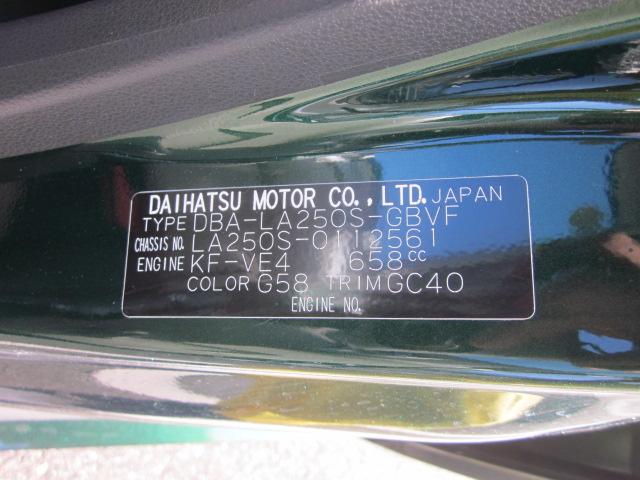 DAIHATSU MOTOR CO., LTD. JAPAN
TYPE DBA-LA250S-GBVF
CHASSIS NO. LA250S-0112561
ENGINE KF-VE4 658cc
COLOR G58 TRIM GC40
ENGINE NO.